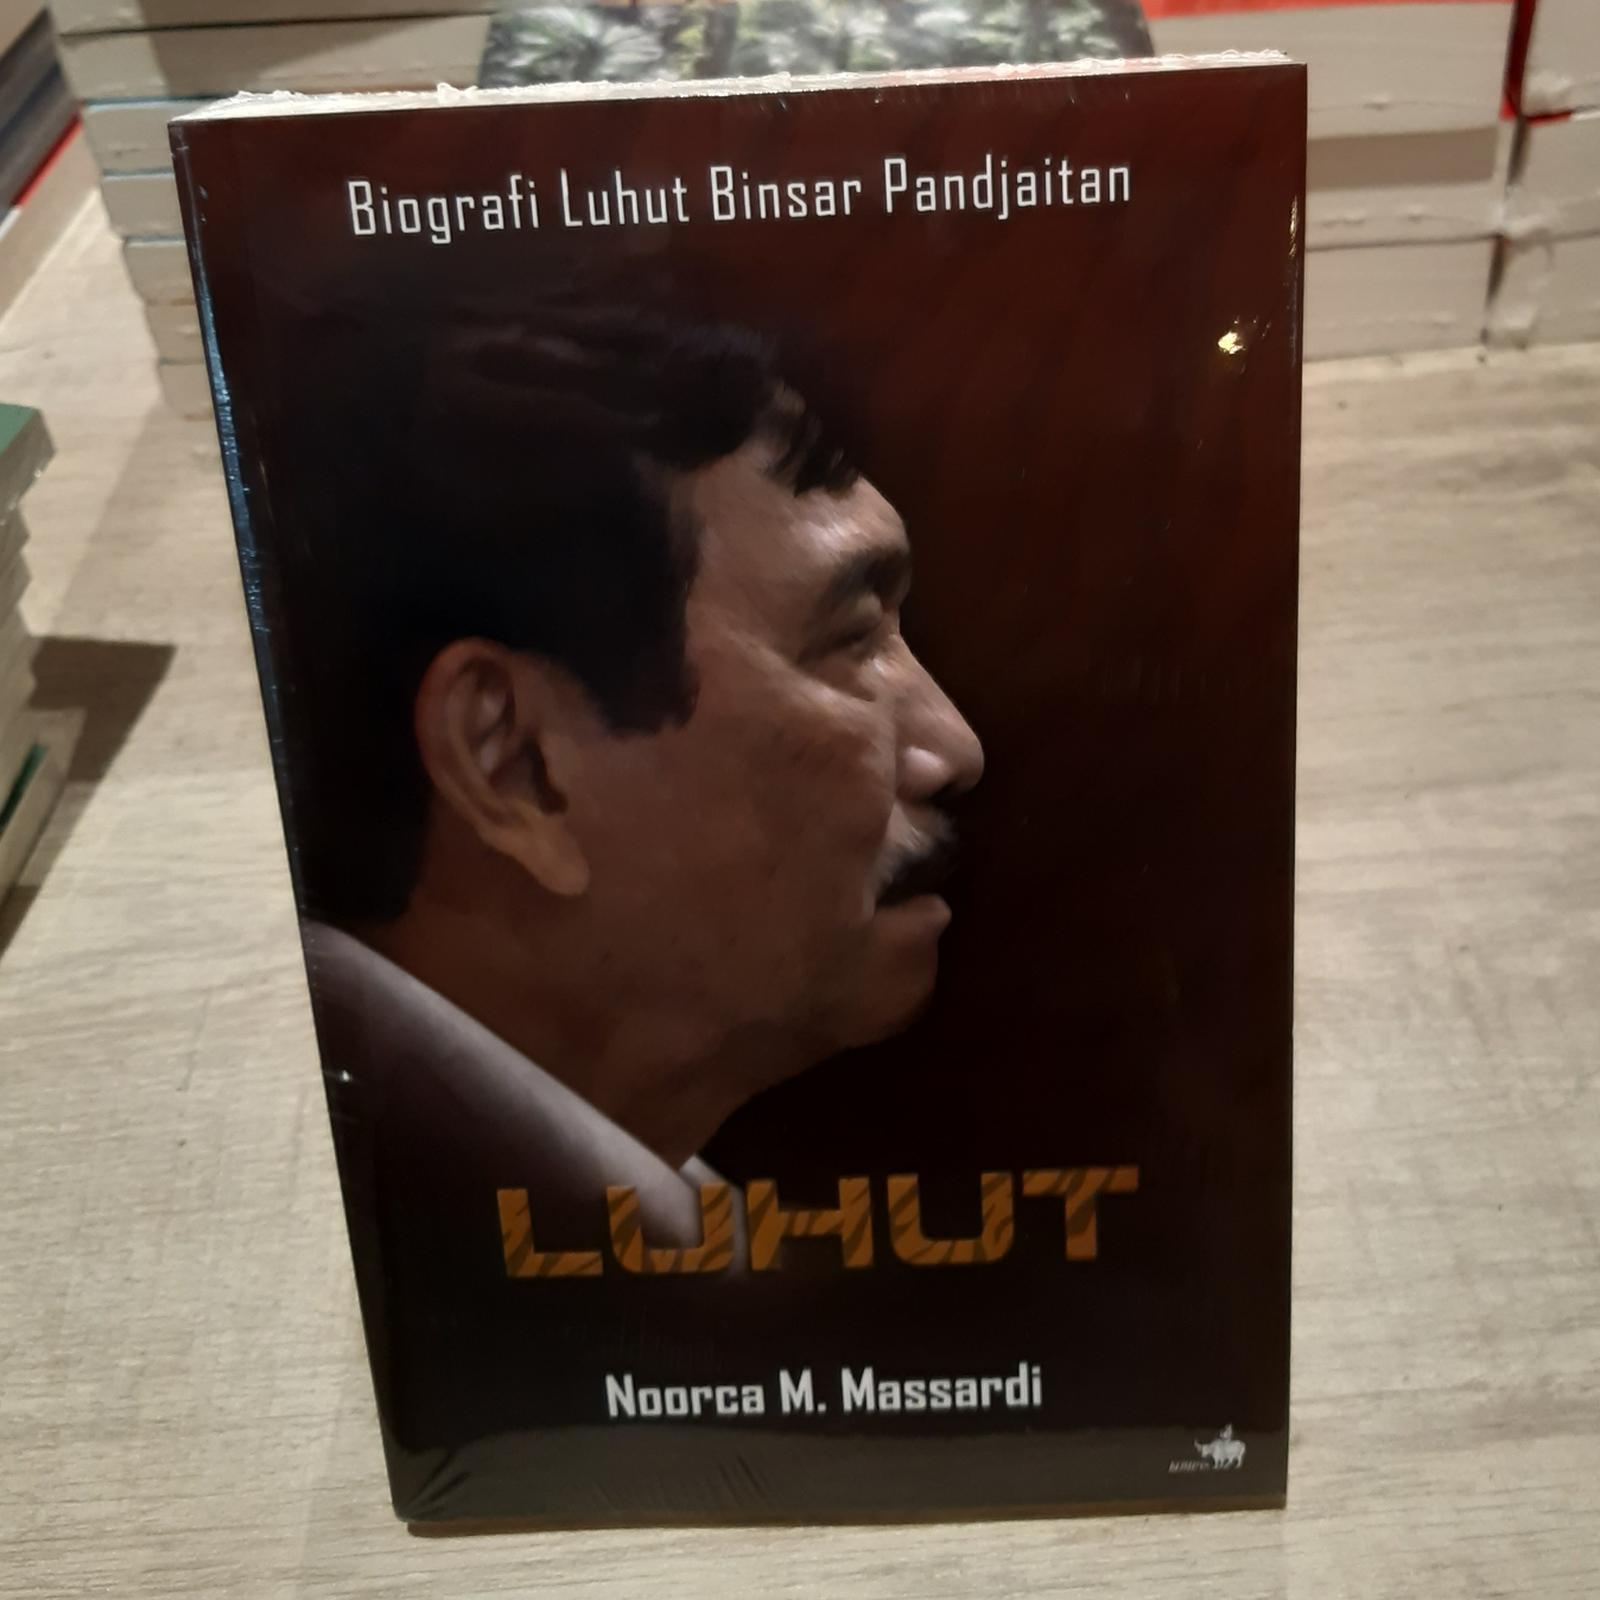 Biografi Luhut Binsar Pandjaitan
LUHUT
Noorca M. Massardi